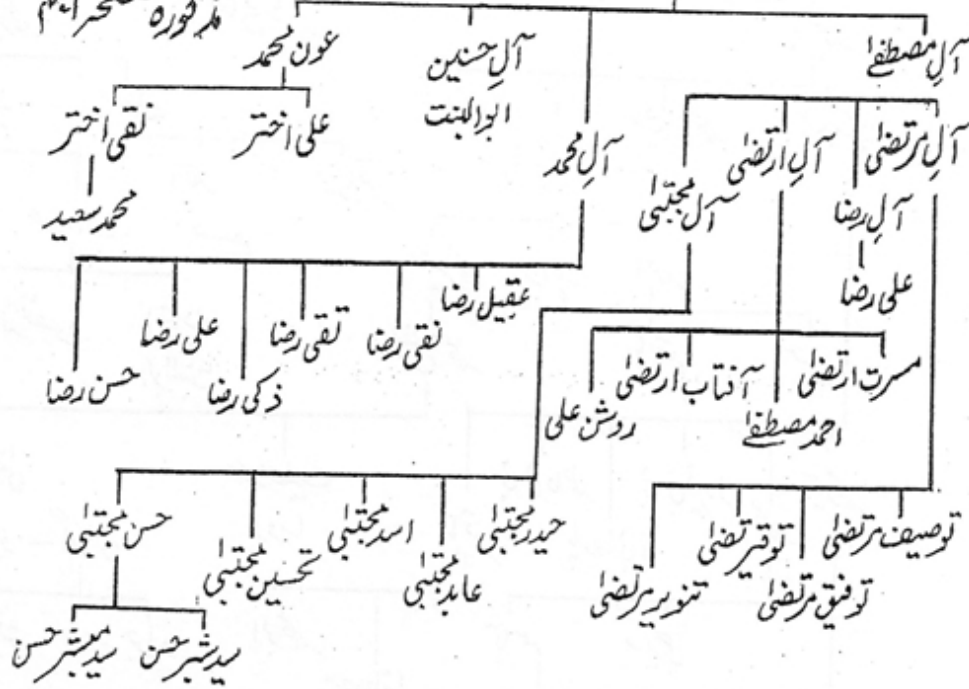 مذکورہ
آلِ مصطفےٰ
آلِ حسنین
ابوالبنت
عون محمد
آلِ محمد
علی اختر
نقی اختر
محمد سعید
آلِ مرتضیٰ
آلِ ارتضیٰ
آلِ رضا
آل مجتبیٰ
علی رضا
عقیل رضا
نقی رضا
تقی رضا
ذکی رضا
علی رضا
حسن رضا
مسرت ارتضیٰ
احمد مصطفےٰ
آفتاب ارتضیٰ
روشن علی
توصیف مرتضیٰ
توفیق مرتضیٰ
توقیر مرتضیٰ
تنویر مرتضیٰ
حیدر مجتبیٰ
عابد مجتبیٰ
اسد مجتبیٰ
تحسین مجتبیٰ
حسن مجتبیٰ
سید شبر حسن
سید مبشر حسن